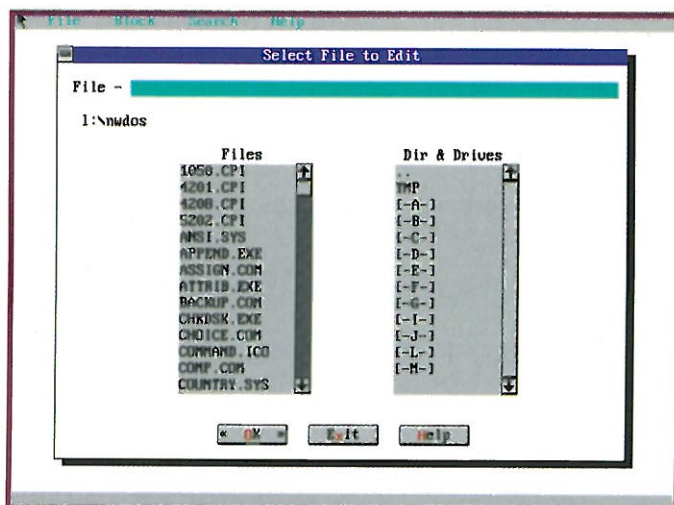 File Block Search Help
Select File to Edit
File -
l:\nwdos
Files
1050.CPI
4201.CPI
4208.CPI
5202.CPI
ANSI.SYS
APPEND.EXE
ASSIGN.COM
ATTRIB.EXE
BACKUP.COM
CHKDSK.EXE
CHOICE.COM
COMMAND.ICO
COMP.COM
COUNTRY.SYS
Dir & Drives
..
TMP
[-A-]
[-B-]
[-C-]
[-D-]
[-E-]
[-F-]
[-G-]
[-I-]
[-J-]
[-L-]
[-M-]
« OK » Exit Help